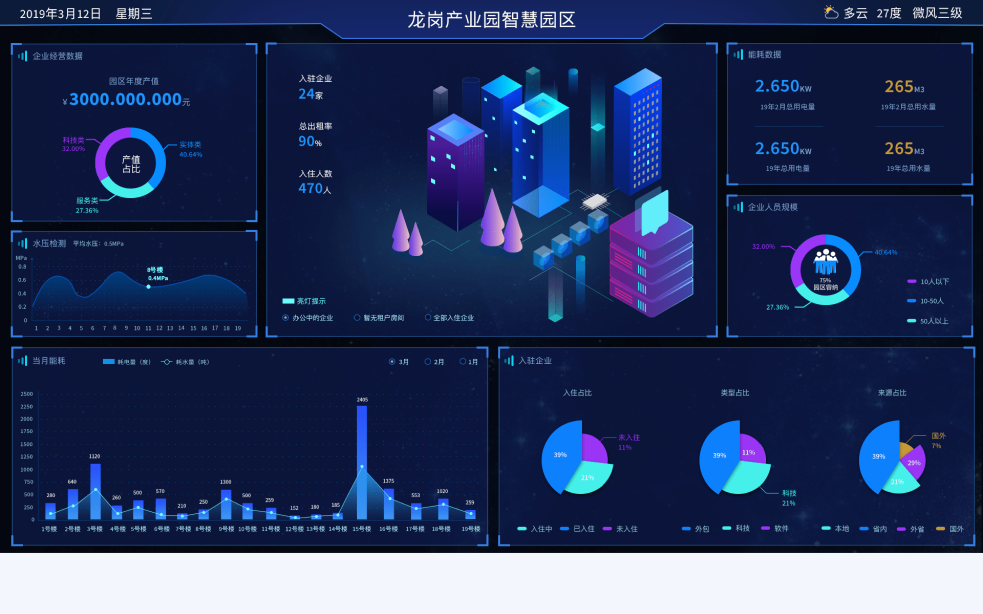 2019年3月12日 星期三
龙岗产业园智慧园区
多云 27度 微风三级
企业经营数据
园区年度产值
¥3000.000.000元
科技类
32.00%
实体类
40.64%
产值
占比
服务类
27.36%
水压检测 平均水压：0.5MPa
MPa
0.8
0.6
0.4
0.2
0
8号楼
0.4MPa
1 2 3 4 5 6 7 8 9 10 11 12 13 14 15 16 17 18 19
入驻企业
24家
总出租率
90%
入住人数
470人
亮灯提示
办公中的企业 暂无租户房间 全部入住企业
能耗数据
2.650KW 265M3
19年2月总用电量 19年2月总用水量
2.650KW 265M3
19年总用电量 19年总用水量
企业人员规模
32.00%
40.64%
75%
园区容纳
27.36%
10人以下
10-50人
50人以上
当月能耗
耗电量（度） 耗水量（吨）
3月 2月 1月
2500
2250
2000
1750
1500
1250
1000
750
500
250
0
280 640 1120 260 500 570 210 250 1300 500 259 152 180 185 2405 1375 553 1020 259
1号楼 2号楼 3号楼 4号楼 5号楼 6号楼 7号楼 8号楼 9号楼 10号楼 11号楼 12号楼 13号楼 14号楼 15号楼 16号楼 17号楼 18号楼 19号楼
入驻企业
入住占比
39%
21%
未入住
11%
入住中 已入住 未入住
类型占比
39%
11%
科技
21%
外包 科技 软件
来源占比
39%
29%
21%
国外
7%
本地 省内 外省 国外